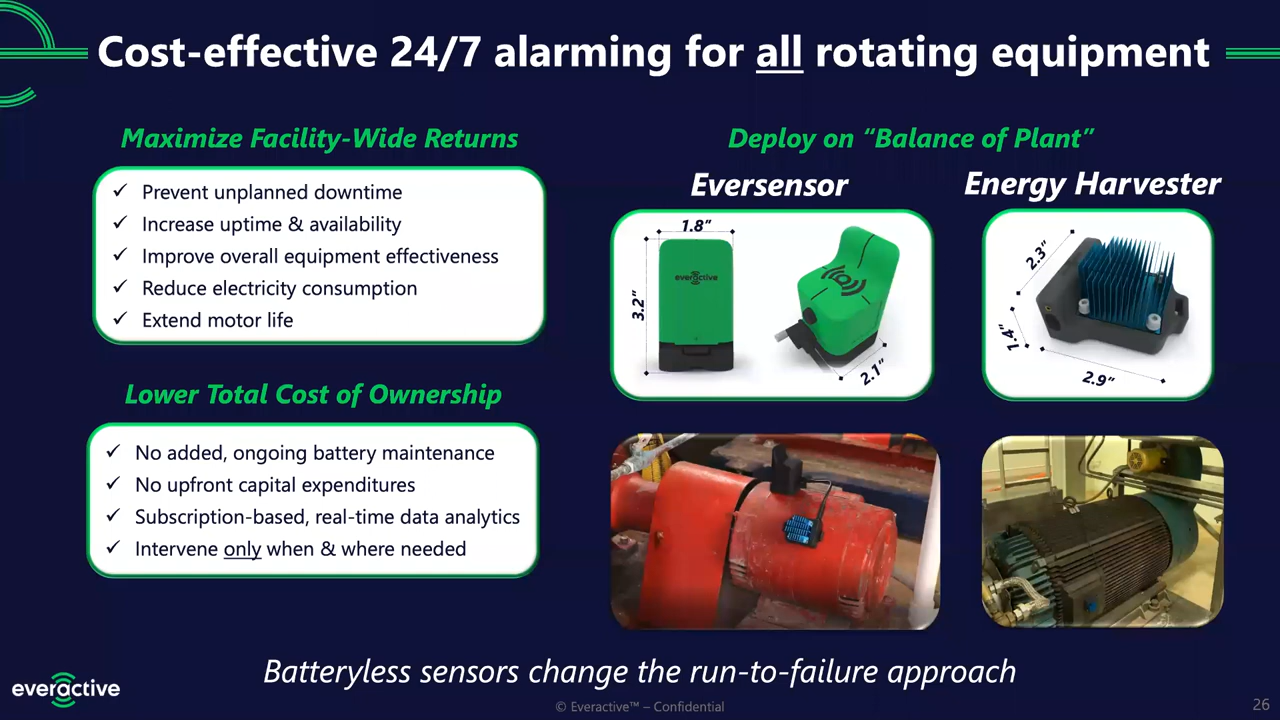 Cost-effective 24/7 alarming for all rotating equipment
Maximize Facility-Wide Returns
✓ Prevent unplanned downtime
✓ Increase uptime & availability
✓ Improve overall equipment effectiveness
✓ Reduce electricity consumption
✓ Extend motor life
Lower Total Cost of Ownership
✓ No added, ongoing battery maintenance
✓ No upfront capital expenditures
✓ Subscription-based, real-time data analytics
✓ Intervene only when & where needed
Deploy on “Balance of Plant”
Eversensor
1.8”
3.2”
everactive
2.1”
Energy Harvester
2.3”
1.4”
2.9”
Batteryless sensors change the run-to-failure approach
everactive
© Everactive™ – Confidential
26